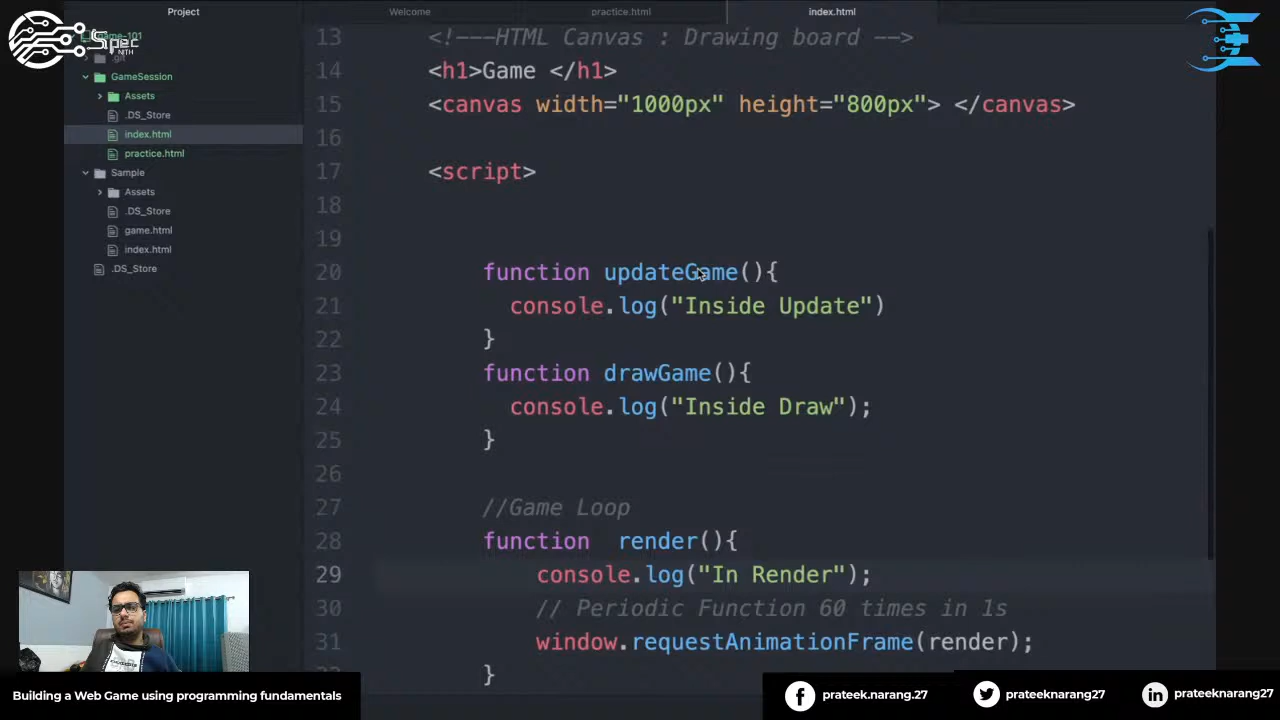 Project
Welcome
practice.html
index.html
Spec
NITH
.git
GameSession
Assets
.DS_Store
index.html
practice.html
Sample
Assets
.DS_Store
game.html
index.html
.DS_Store
13 <!---HTML Canvas : Drawing board -->
14 <h1>Game </h1>
15 <canvas width="1000px" height="800px"> </canvas>
16
17 <script>
18
19
20 function updateGame(){
21 console.log("Inside Update")
22 }
23 function drawGame(){
24 console.log("Inside Draw");
25 }
26
27 //Game Loop
28 function  render(){
29 console.log("In Render");
30 // Periodic Function 60 times in 1s
31 window.requestAnimationFrame(render);
}
Building a Web Game using programming fundamentals
prateek.narang.27
prateeknarang27
prateeknarang27